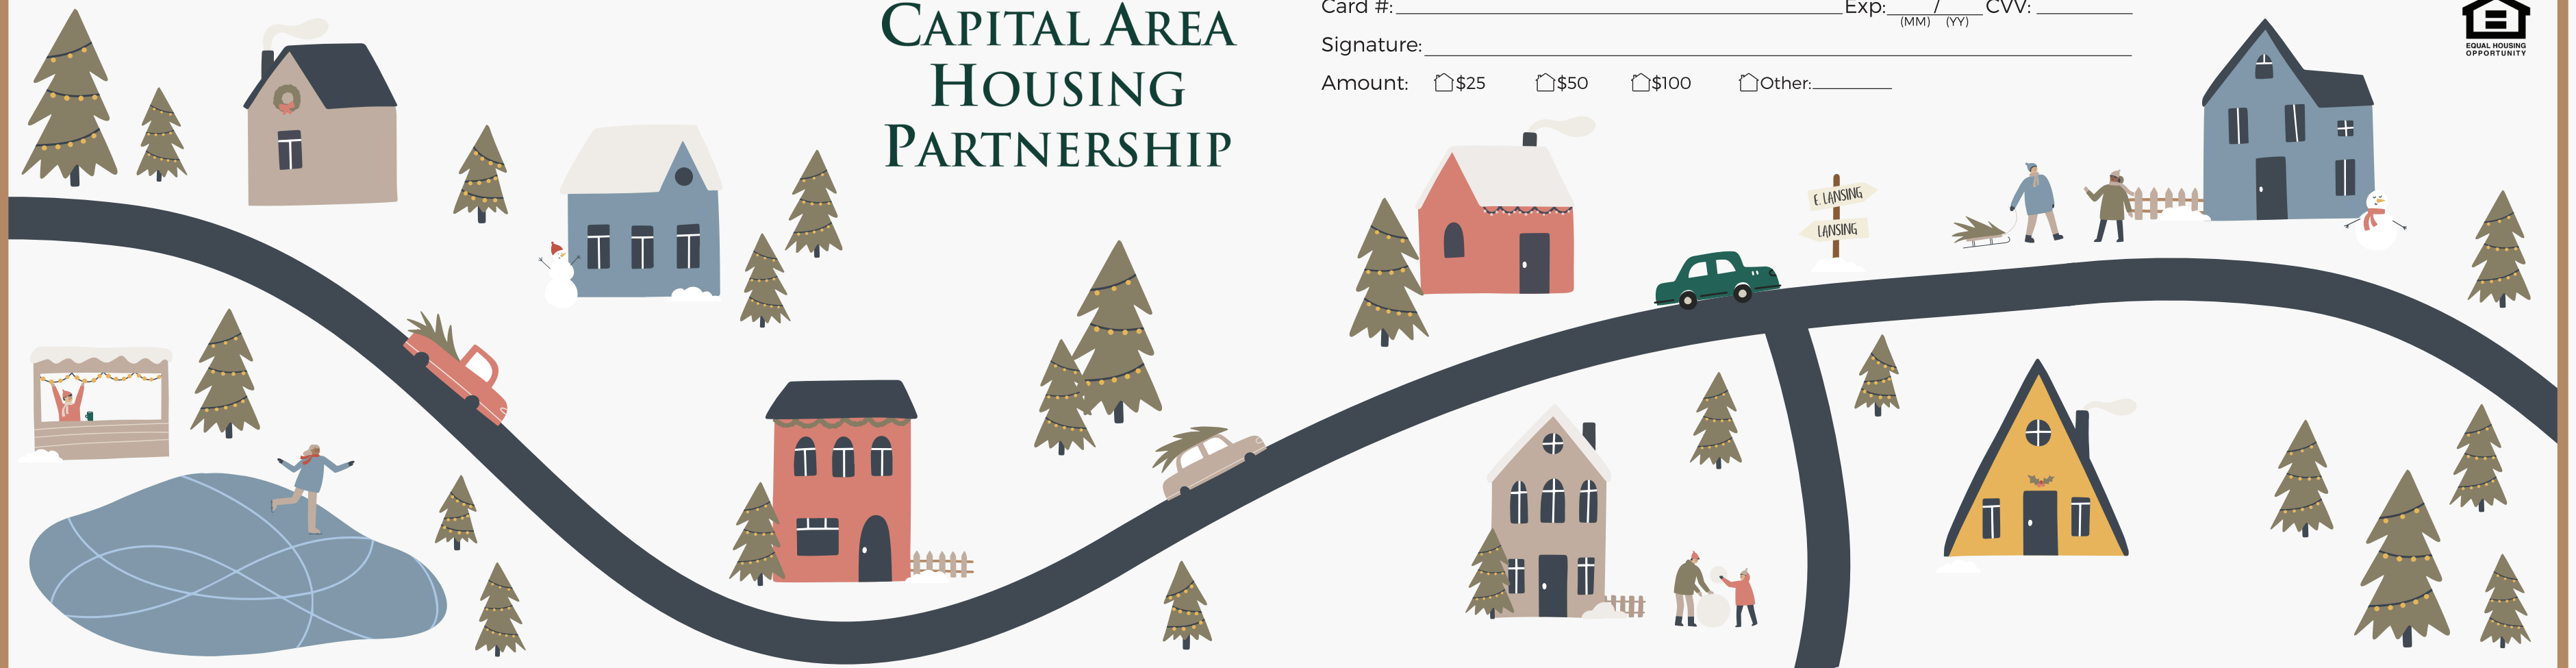 CAPITAL AREA
HOUSING
PARTNERSHIP
Card #:
Exp: / CVV:
(MM) (YY)
Signature:
Amount: $25 $50 $100 Other:
EQUAL HOUSING
OPPORTUNITY
E. LANSING
LANSING